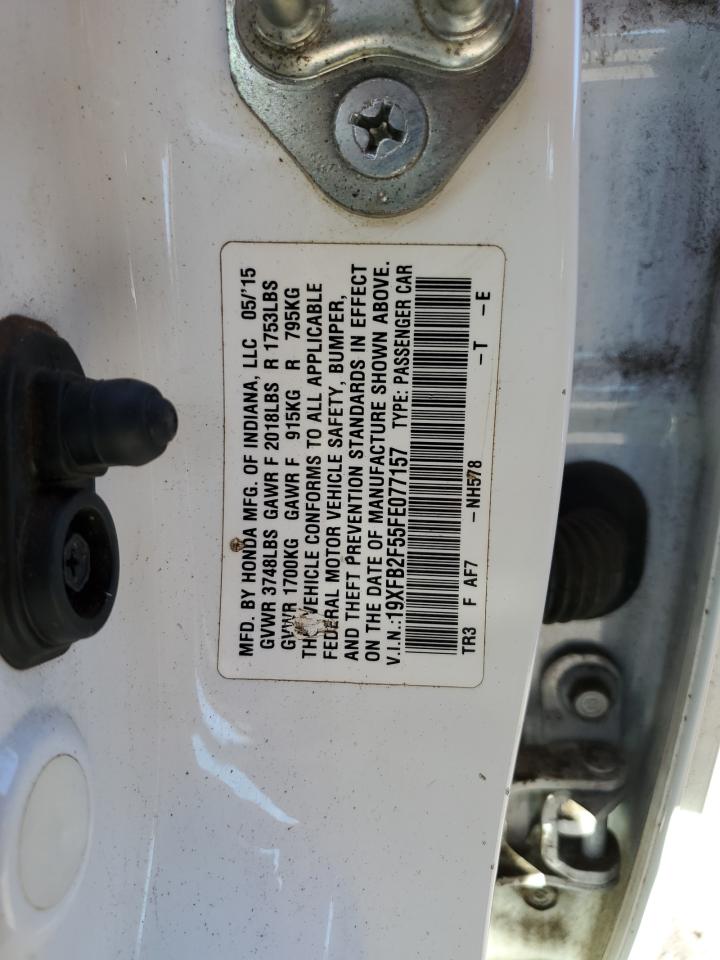 MFD. BY HONDA MFG. OF INDIANA, LLC 05/'15
GVWR 3748LBS GAWR F 2018LBS R 1753LBS
GVWR 1700KG GAWR F 915KG R 795KG
THIS VEHICLE CONFORMS TO ALL APPLICABLE
FEDERAL MOTOR VEHICLE SAFETY, BUMPER,
AND THEFT PREVENTION STANDARDS IN EFFECT
ON THE DATE OF MANUFACTURE SHOWN ABOVE.
V.I.N.:19XFB2F55FE077157 TYPE: PASSENGER CAR
TR3 F AF7 -NH578 -T -E